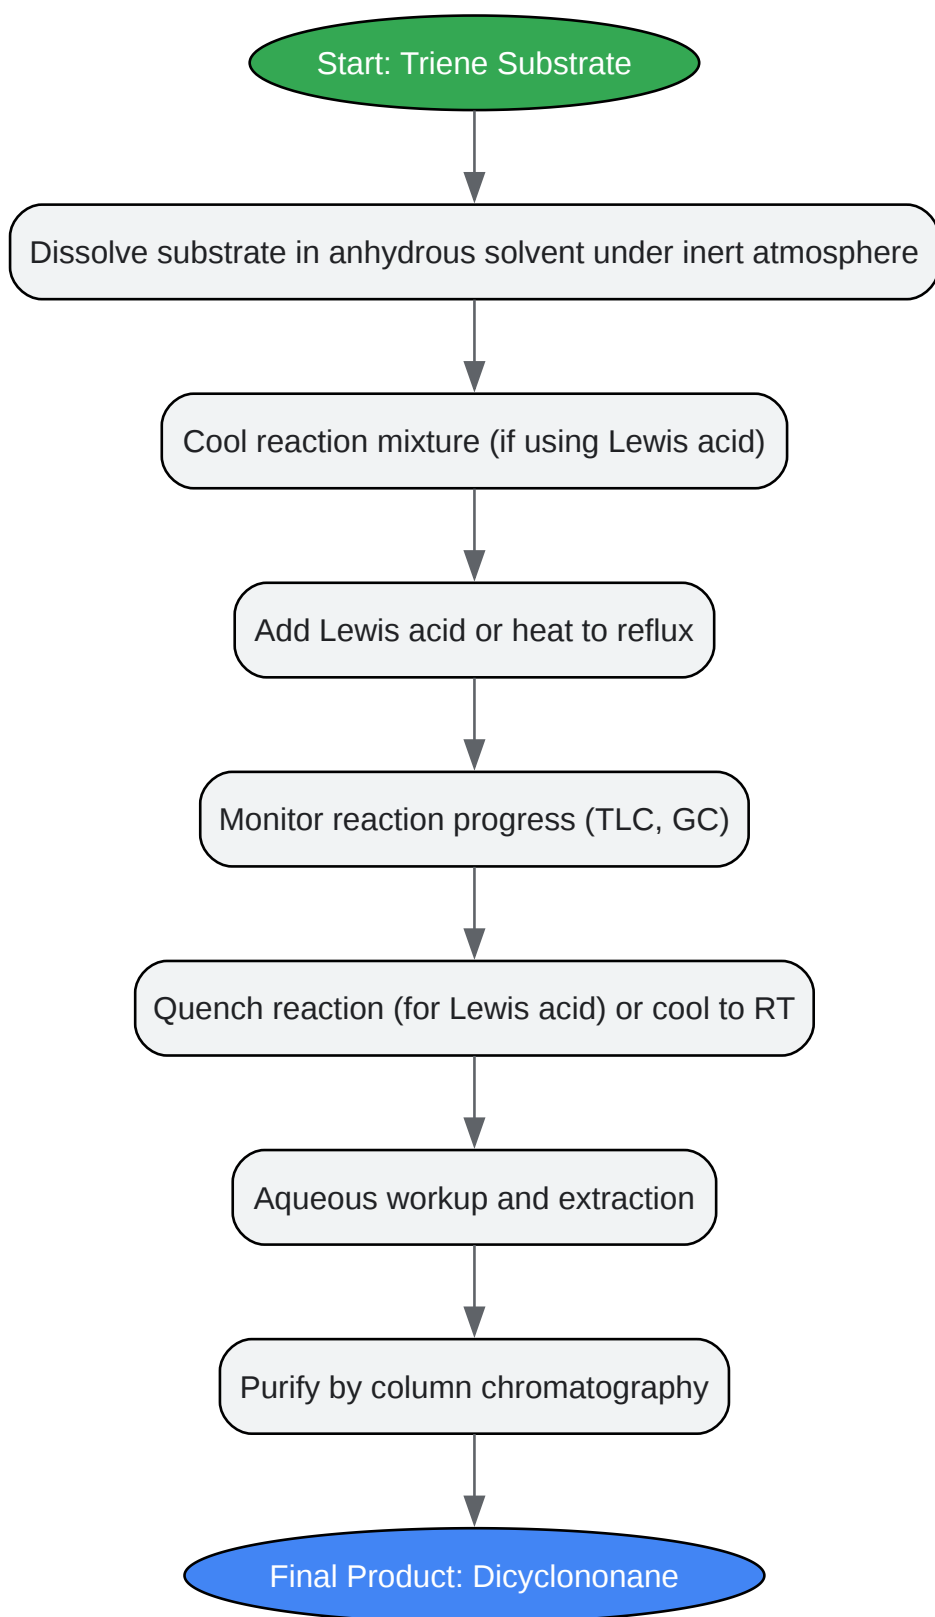 Start: Triene Substrate
Dissolve substrate in anhydrous solvent under inert atmosphere
Cool reaction mixture (if using Lewis acid)
Add Lewis acid or heat to reflux
Monitor reaction progress (TLC, GC)
Quench reaction (for Lewis acid) or cool to RT
Aqueous workup and extraction
Purify by column chromatography
Final Product: Dicyclononane